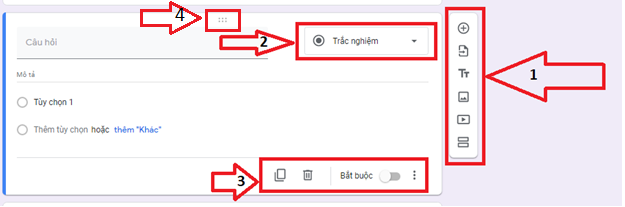 4
2
Câu hỏi
Trắc nghiệm
1
Mô tả
Tùy chọn 1
Thêm tùy chọn hoặc thêm "Khác"
3
Bắt buộc